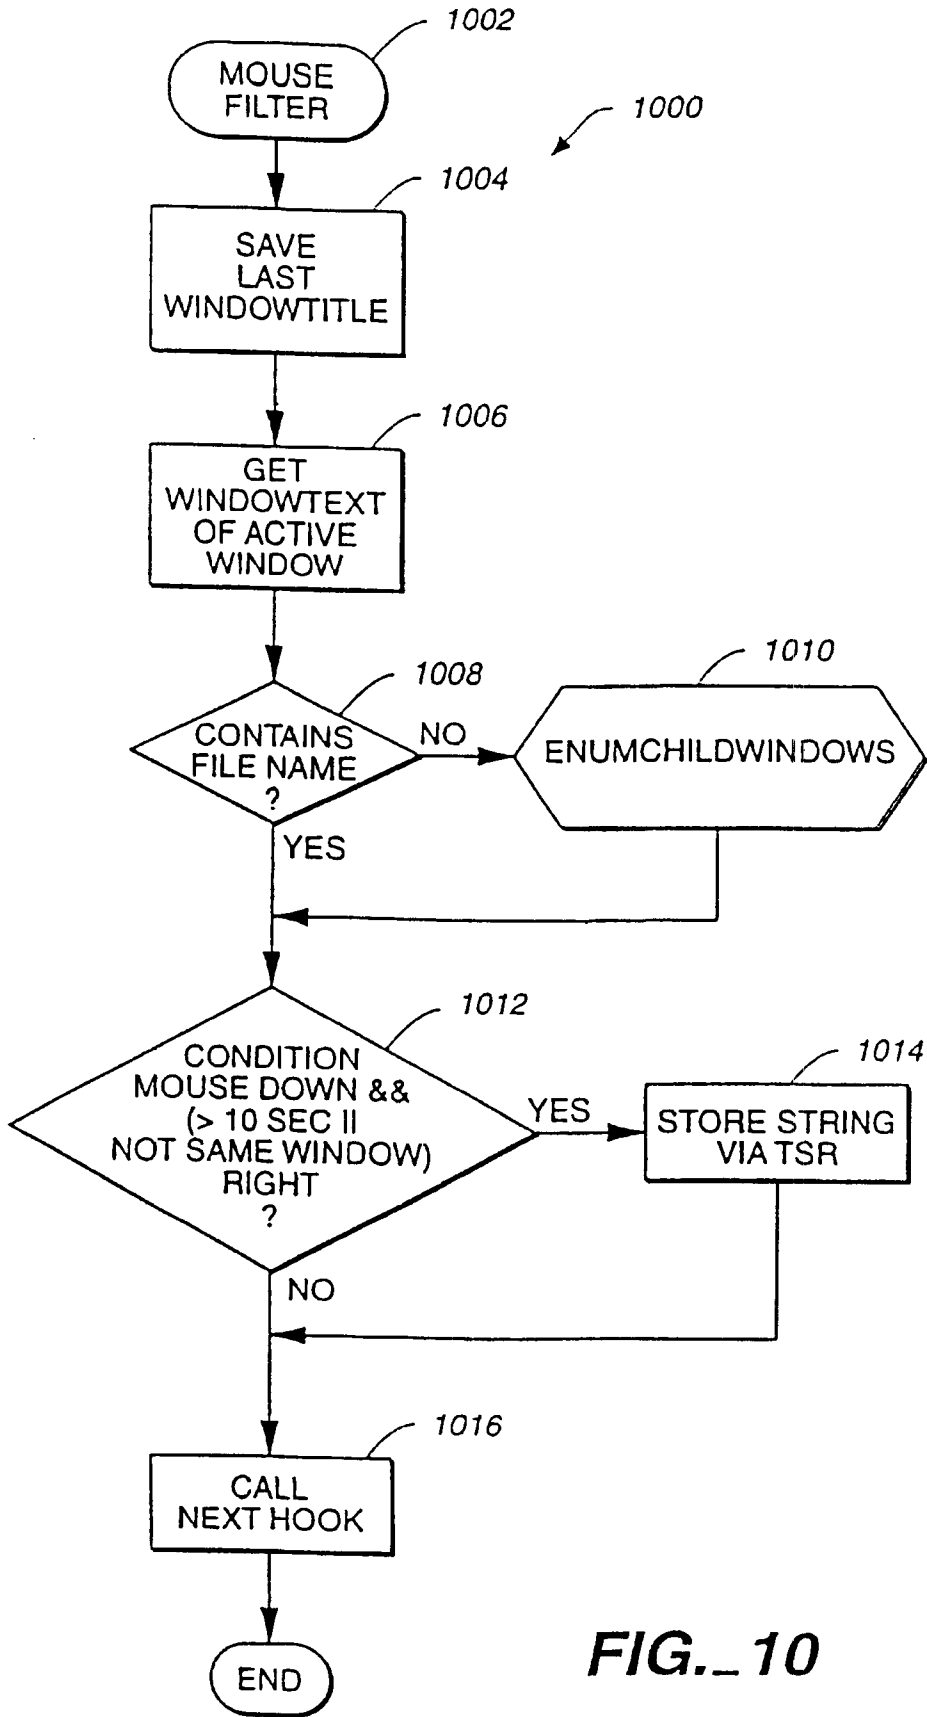 1002
MOUSE
FILTER
1000
1004
SAVE
LAST
WINDOWTITLE
1006
GET
WINDOWTEXT
OF ACTIVE
WINDOW
1008
CONTAINS
FILE NAME
?
NO
1010
ENUMCHILDWINDOWS
YES
1012
CONDITION
MOUSE DOWN &&
(> 10 SEC II
NOT SAME WINDOW)
RIGHT
?
YES
1014
STORE STRING
VIA TSR
NO
1016
CALL
NEXT HOOK
END
FIG._10